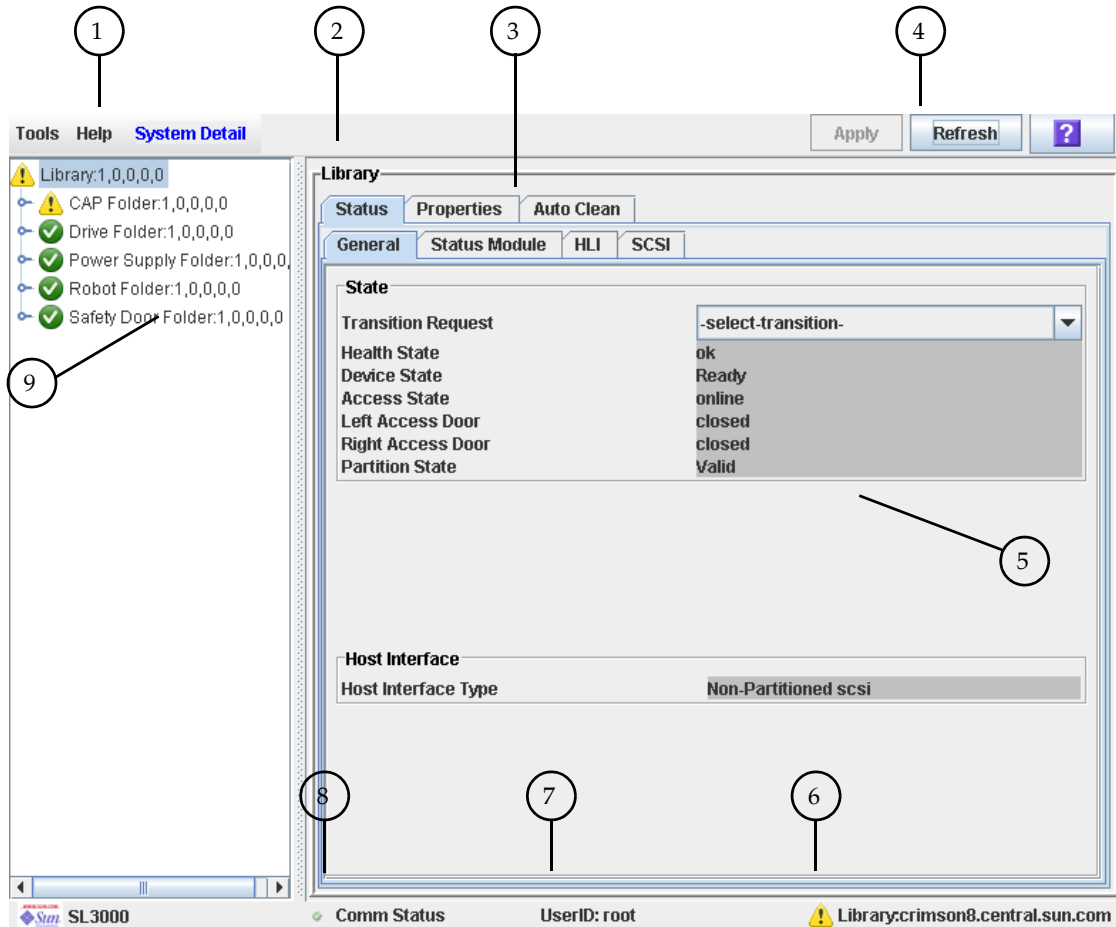 1
2
3
4
Tools Help System Detail
Apply Refresh ?
Library:1,0,0,0,0
CAP Folder:1,0,0,0,0
Drive Folder:1,0,0,0,0
Power Supply Folder:1,0,0,0,
Robot Folder:1,0,0,0,0
Safety Door Folder:1,0,0,0,0
9
Library
Status Properties Auto Clean
General Status Module HLI SCSI
State
Transition Request -select-transition-
Health State ok
Device State Ready
Access State online
Left Access Door closed
Right Access Door closed
Partition State Valid
5
Host Interface
Host Interface Type Non-Partitioned scsi
8
7
6
Sun SL3000 Comm Status UserID: root Library:crimson8.central.sun.com